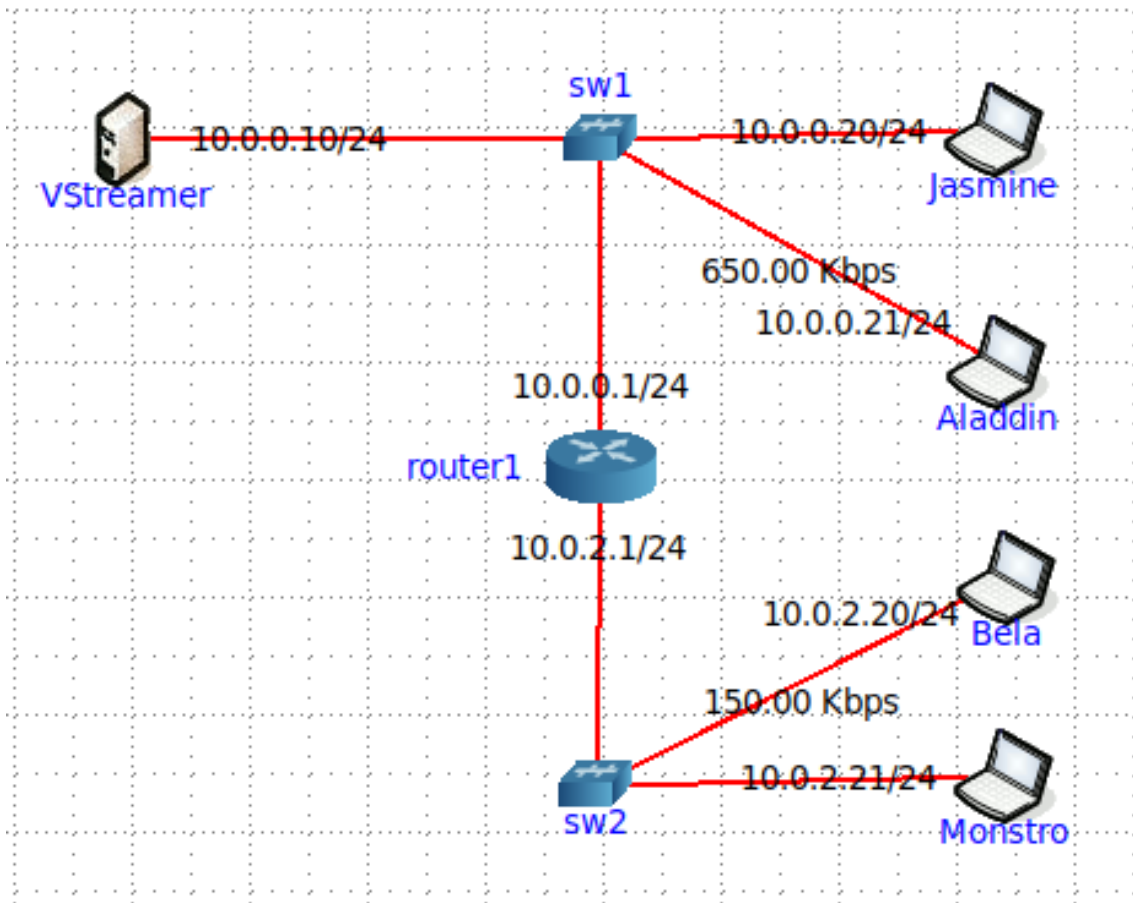 sw1
10.0.0.10/24
10.0.0.20/24
VStreamer
Jasmine
650.00 Kbps
10.0.0.21/24
10.0.0.1/24
Aladdin
router1
10.0.2.1/24
10.0.2.20/24
Bela
150.00 Kbps
10.0.2.21/24
sw2
Monstro